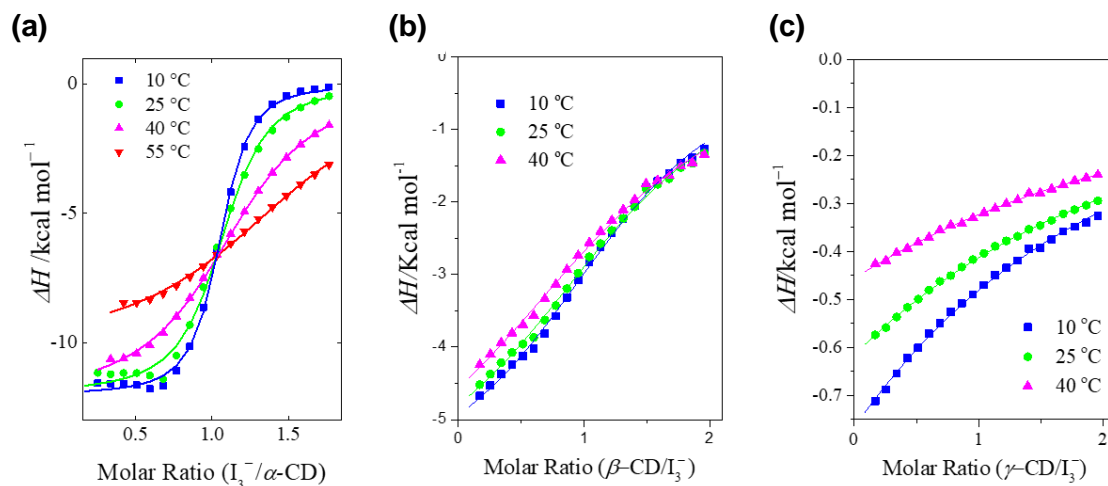 (a)
0
-5
-10
ΔH /kcal mol⁻¹
10 °C
25 °C
40 °C
55 °C
0.5
1.0
1.5
Molar Ratio (I₃⁻/α-CD)
(b)
0
-1
-2
-3
-4
-5
ΔH/Kcal mol⁻¹
10 °C
25 °C
40 °C
0
1
2
Molar Ratio (β–CD/I₃⁻)
(c)
0.0
-0.1
-0.2
-0.3
-0.4
-0.5
-0.6
-0.7
ΔH/kcal mol⁻¹
10 °C
25 °C
40 °C
0
1
2
Molar Ratio (γ–CD/I₃⁻)